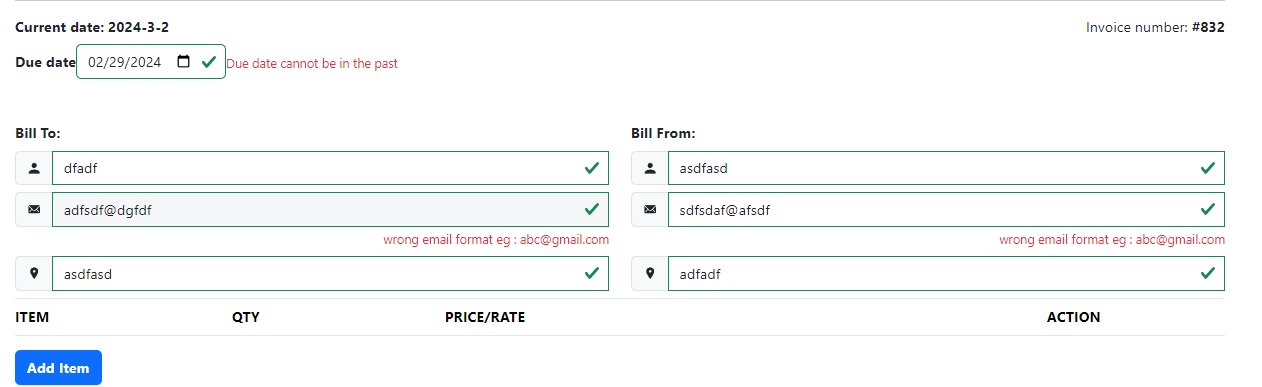 Current date: 2024-3-2
Invoice number: #832
Due date 02/29/2024 Due date cannot be in the past
Bill To:
Bill From:
dfadf
asdfasd
adfsdf@dgfdf
sdfsdaf@afsdf
wrong email format eg : abc@gmail.com
wrong email format eg : abc@gmail.com
asdfasd
adfadf
ITEM QTY PRICE/RATE ACTION
Add Item